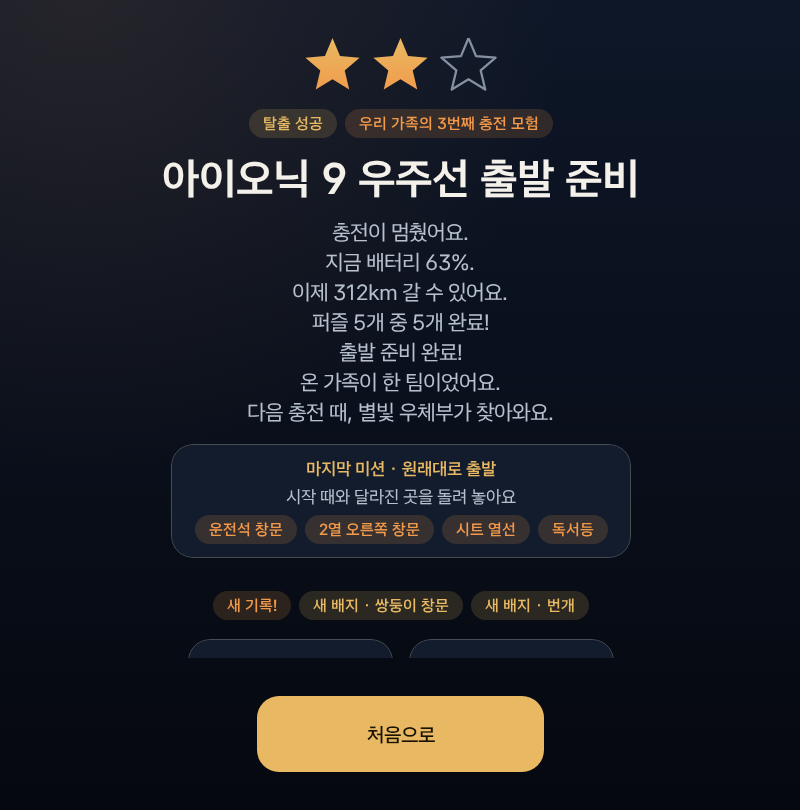 탈출 성공 우리 가족의 3번째 충전 모험
아이오닉 9 우주선 출발 준비
충전이 멈췄어요.
지금 배터리 63%.
이제 312km 갈 수 있어요.
퍼즐 5개 중 5개 완료!
출발 준비 완료!
온 가족이 한 팀이었어요.
다음 충전 때, 별빛 우체부가 찾아와요.
마지막 미션 · 원래대로 출발
시작 때와 달라진 곳을 돌려 놓아요
운전석 창문 2열 오른쪽 창문 시트 열선 독서등
새 기록! 새 배지 · 쌍둥이 창문 새 배지 · 번개
처음으로